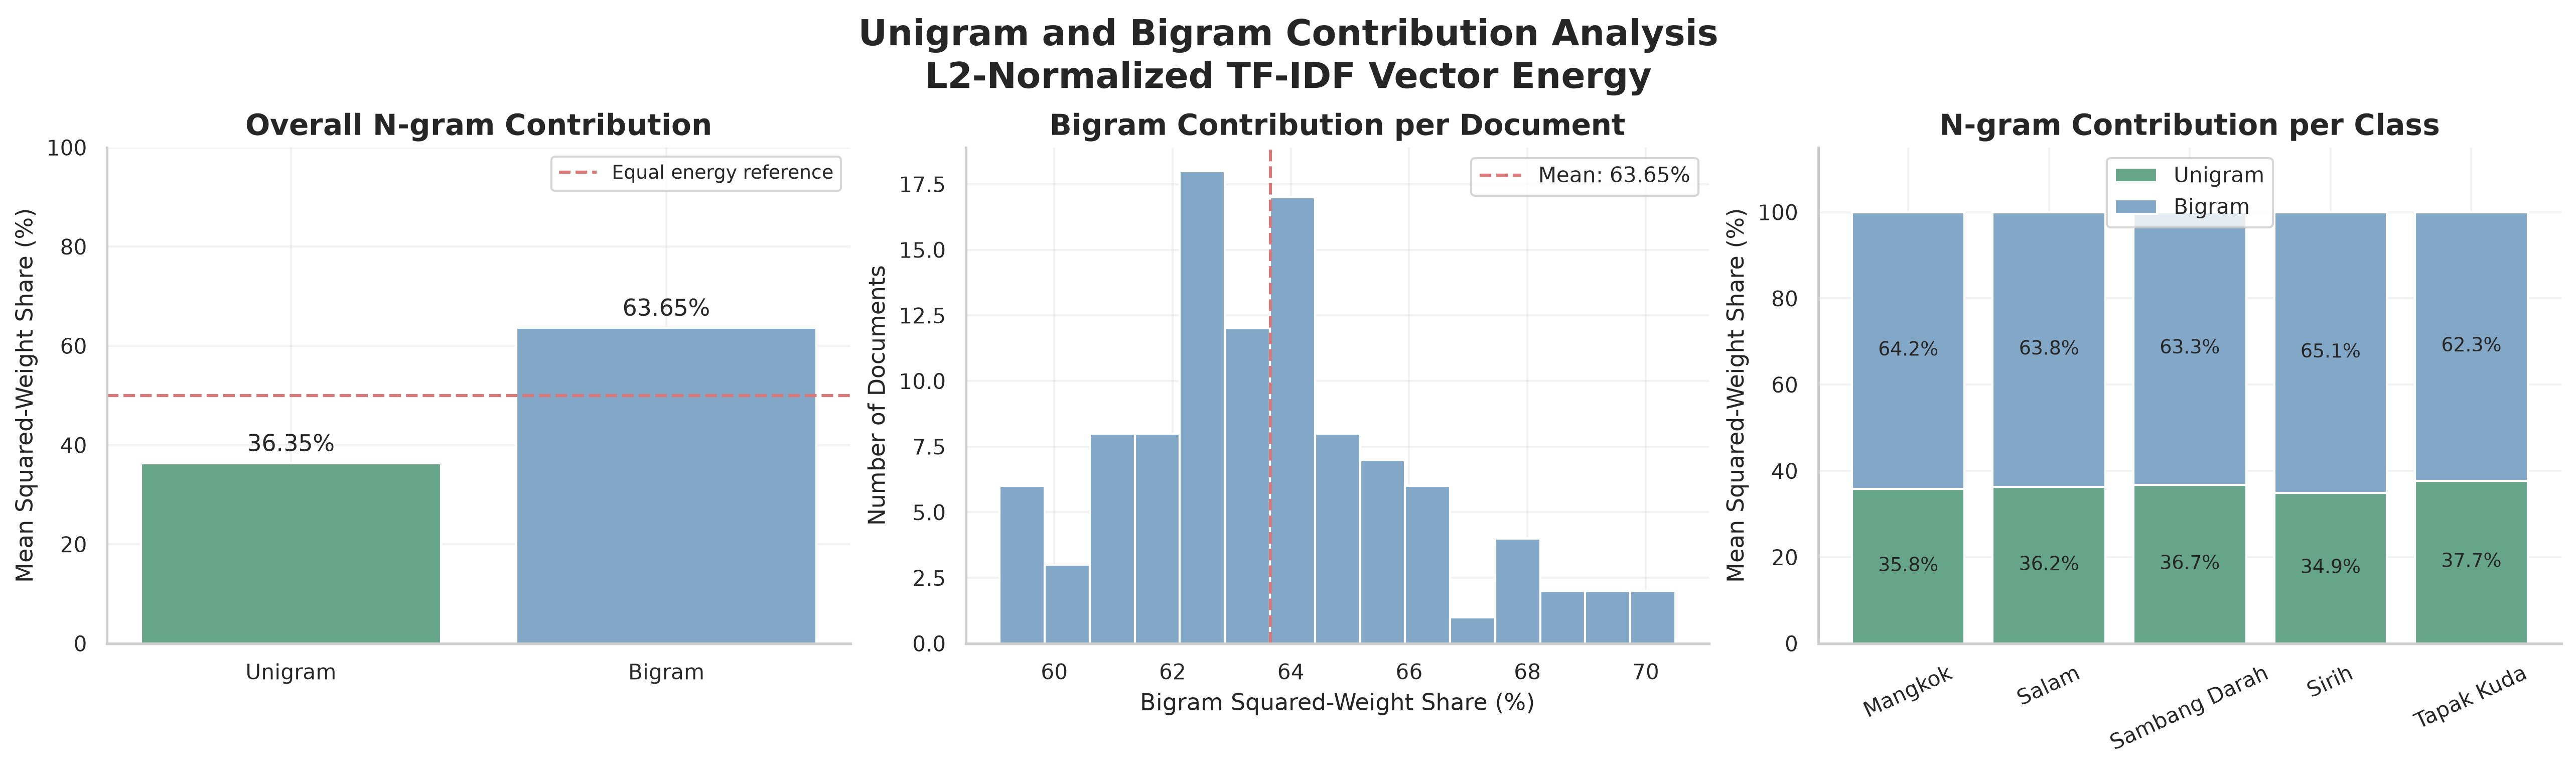 Unigram and Bigram Contribution Analysis
L2-Normalized TF-IDF Vector Energy
Overall N-gram Contribution
Mean Squared-Weight Share (%)
100
80
60
40
20
0
Equal energy reference
36.35%
63.65%
Unigram
Bigram
Bigram Contribution per Document
Number of Documents
17.5
15.0
12.5
10.0
7.5
5.0
2.5
0.0
Mean: 63.65%
60
62
64
66
68
70
Bigram Squared-Weight Share (%)
N-gram Contribution per Class
Mean Squared-Weight Share (%)
100
80
60
40
20
0
Unigram
Bigram
64.2%
63.8%
63.3%
65.1%
62.3%
35.8%
36.2%
36.7%
34.9%
37.7%
Mangkok
Salam
Sambang Darah
Sirih
Tapak Kuda